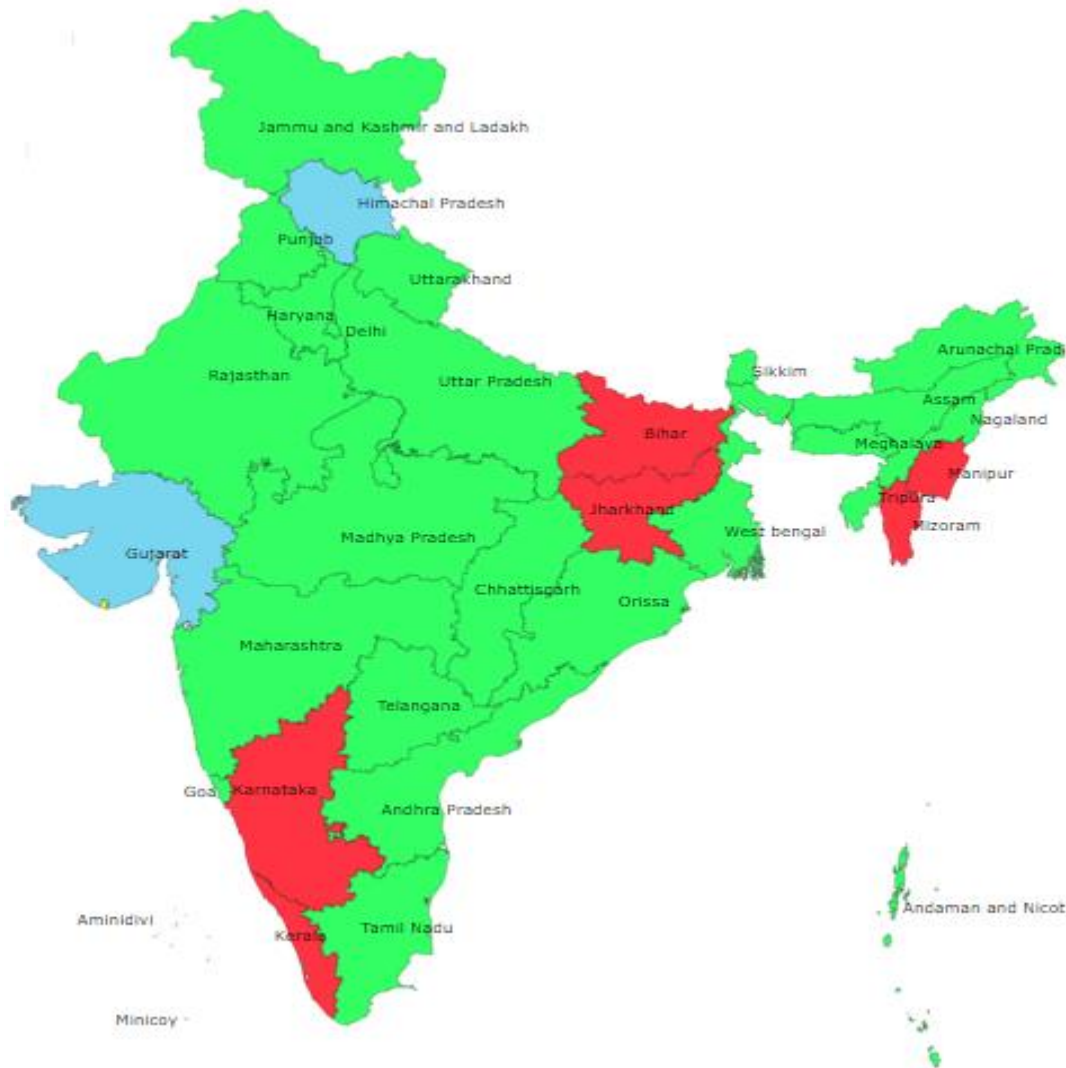 Jammu and Kashmir and Ladakh
Himachal Pradesh
Punjab
Uttarakhand
Haryana
Delhi
Rajasthan
Uttar Pradesh
Sikkim
Arunachal Prad
Assam
Nagaland
Bihar
Meghalaya
Manipur
Tripura
Jharkhand
Mizoram
West bengal
Madhya Pradesh
Gujarat
Chhattisgarh
Orissa
Maharashtra
Telangana
Goa
Karnataka
Andhra Pradesh
Andaman and Nicob
Aminidivi
Tamil Nadu
Kerala
Minicoy